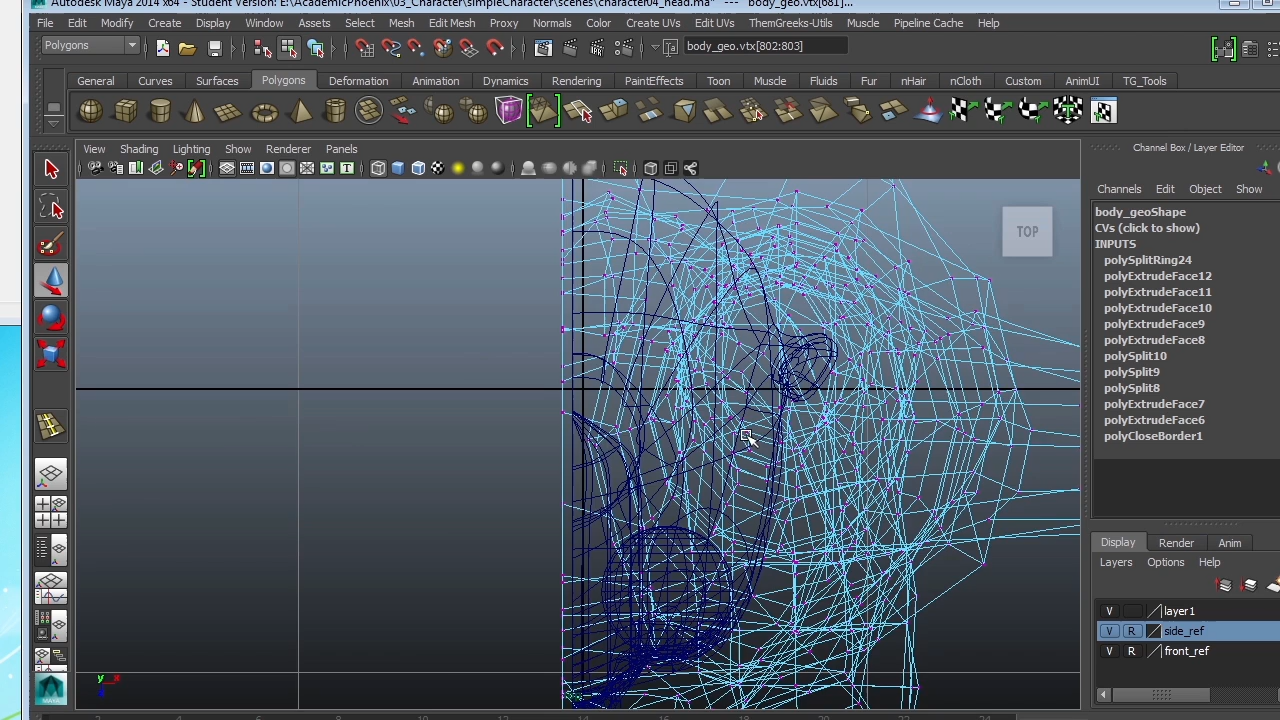 Autodesk Maya 2014 x64 - Student Version: E:\AcademicPhoenix\03_Character\simpleCharacter\scenes\character04_head.ma* --- body_geo.vtx[681]...
File Edit Modify Create Display Window Assets Select Mesh Edit Mesh Proxy Normals Color Create UVs Edit UVs ThemGreeks-Utils Muscle Pipeline Cache Help
Polygons body_geo.vtx[802:803]
General Curves Surfaces Polygons Deformation Animation Dynamics Rendering PaintEffects Toon Muscle Fluids Fur nHair nCloth Custom AnimUI TG_Tools
View Shading Lighting Show Renderer Panels
Channel Box / Layer Editor
Channels Edit Object Show
body_geoShape
CVs (click to show)
INPUTS
polySplitRing24
polyExtrudeFace12
polyExtrudeFace11
polyExtrudeFace10
polyExtrudeFace9
polyExtrudeFace8
polySplit10
polySplit9
polySplit8
polyExtrudeFace7
polyExtrudeFace6
polyCloseBorder1
TOP
Display Render Anim
Layers Options Help
V layer1
V R side_ref
V R front_ref
y x
z